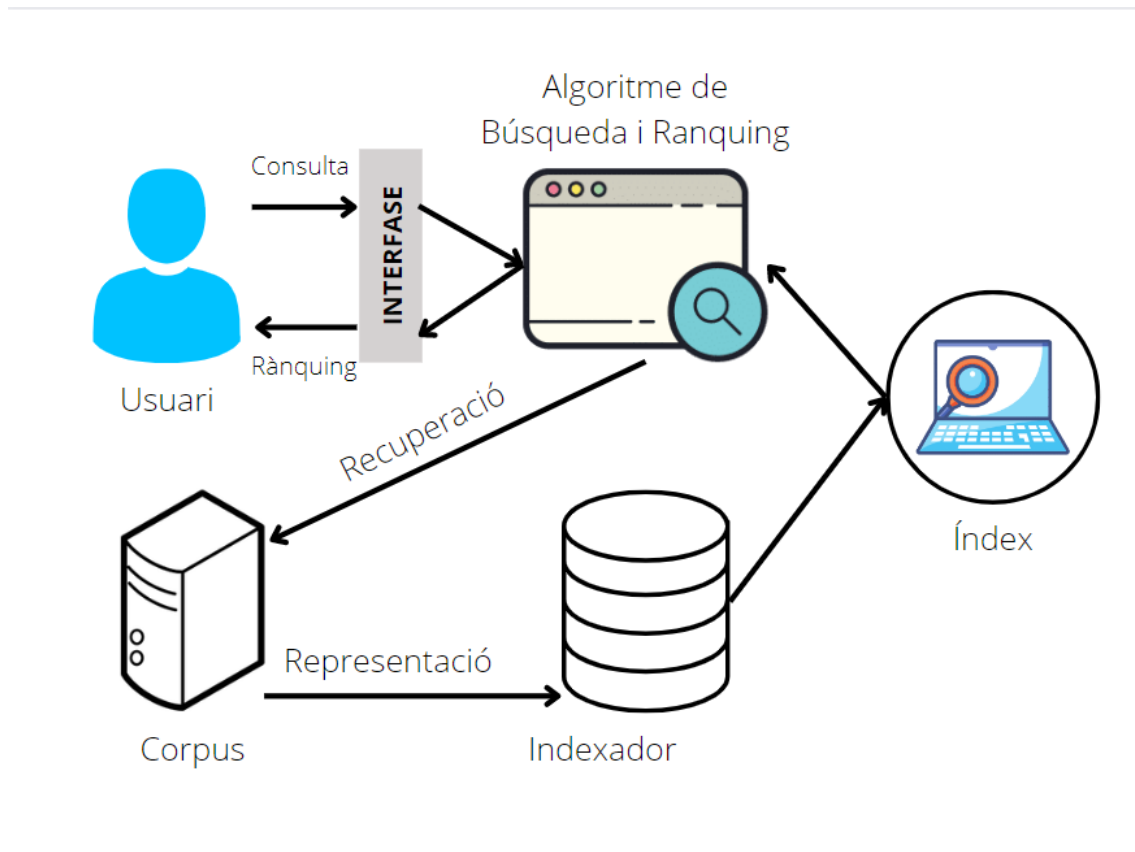 Algoritme de
Búsqueda i Ranquing
Consulta
INTERFASE
Rànquing
Usuari
Recuperació
Índex
Representació
Corpus
Indexador